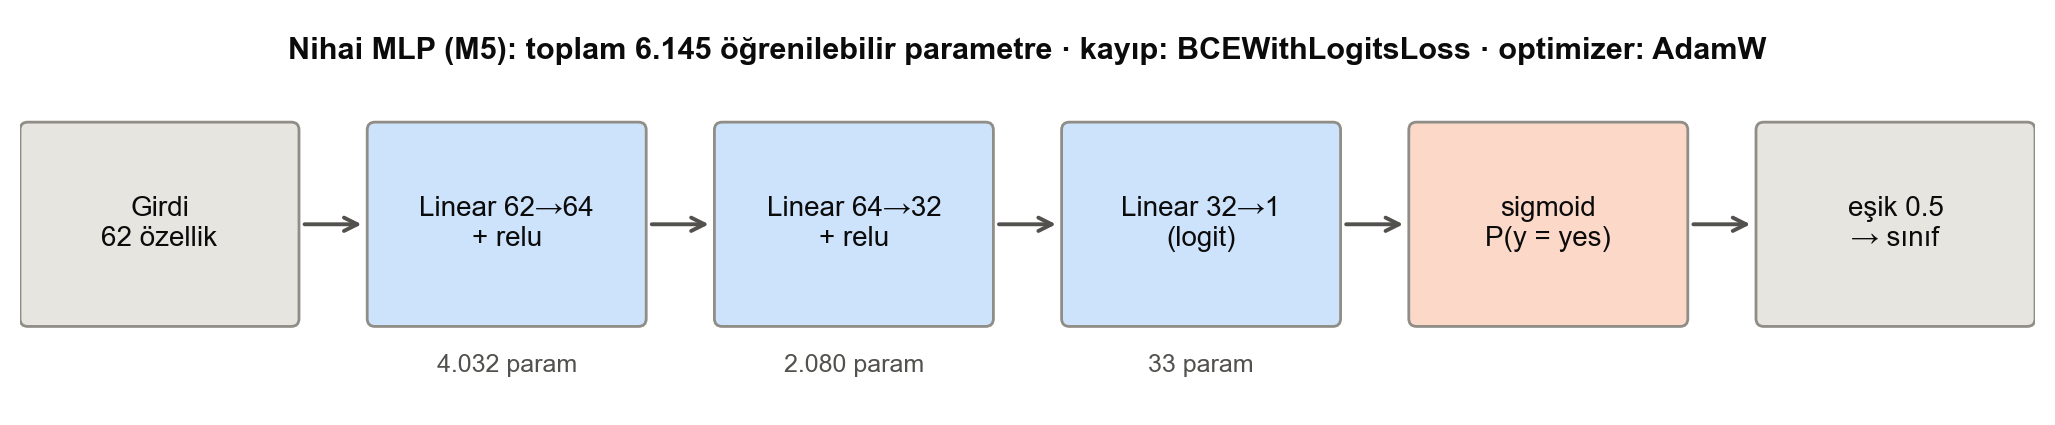 Nihai MLP (M5): toplam 6.145 öğrenilebilir parametre · kayıp: BCEWithLogitsLoss · optimizer: AdamW
Girdi
62 özellik
Linear 62→64
+ relu
4.032 param
Linear 64→32
+ relu
2.080 param
Linear 32→1
(logit)
33 param
sigmoid
P(y = yes)
eşik 0.5
→ sınıf